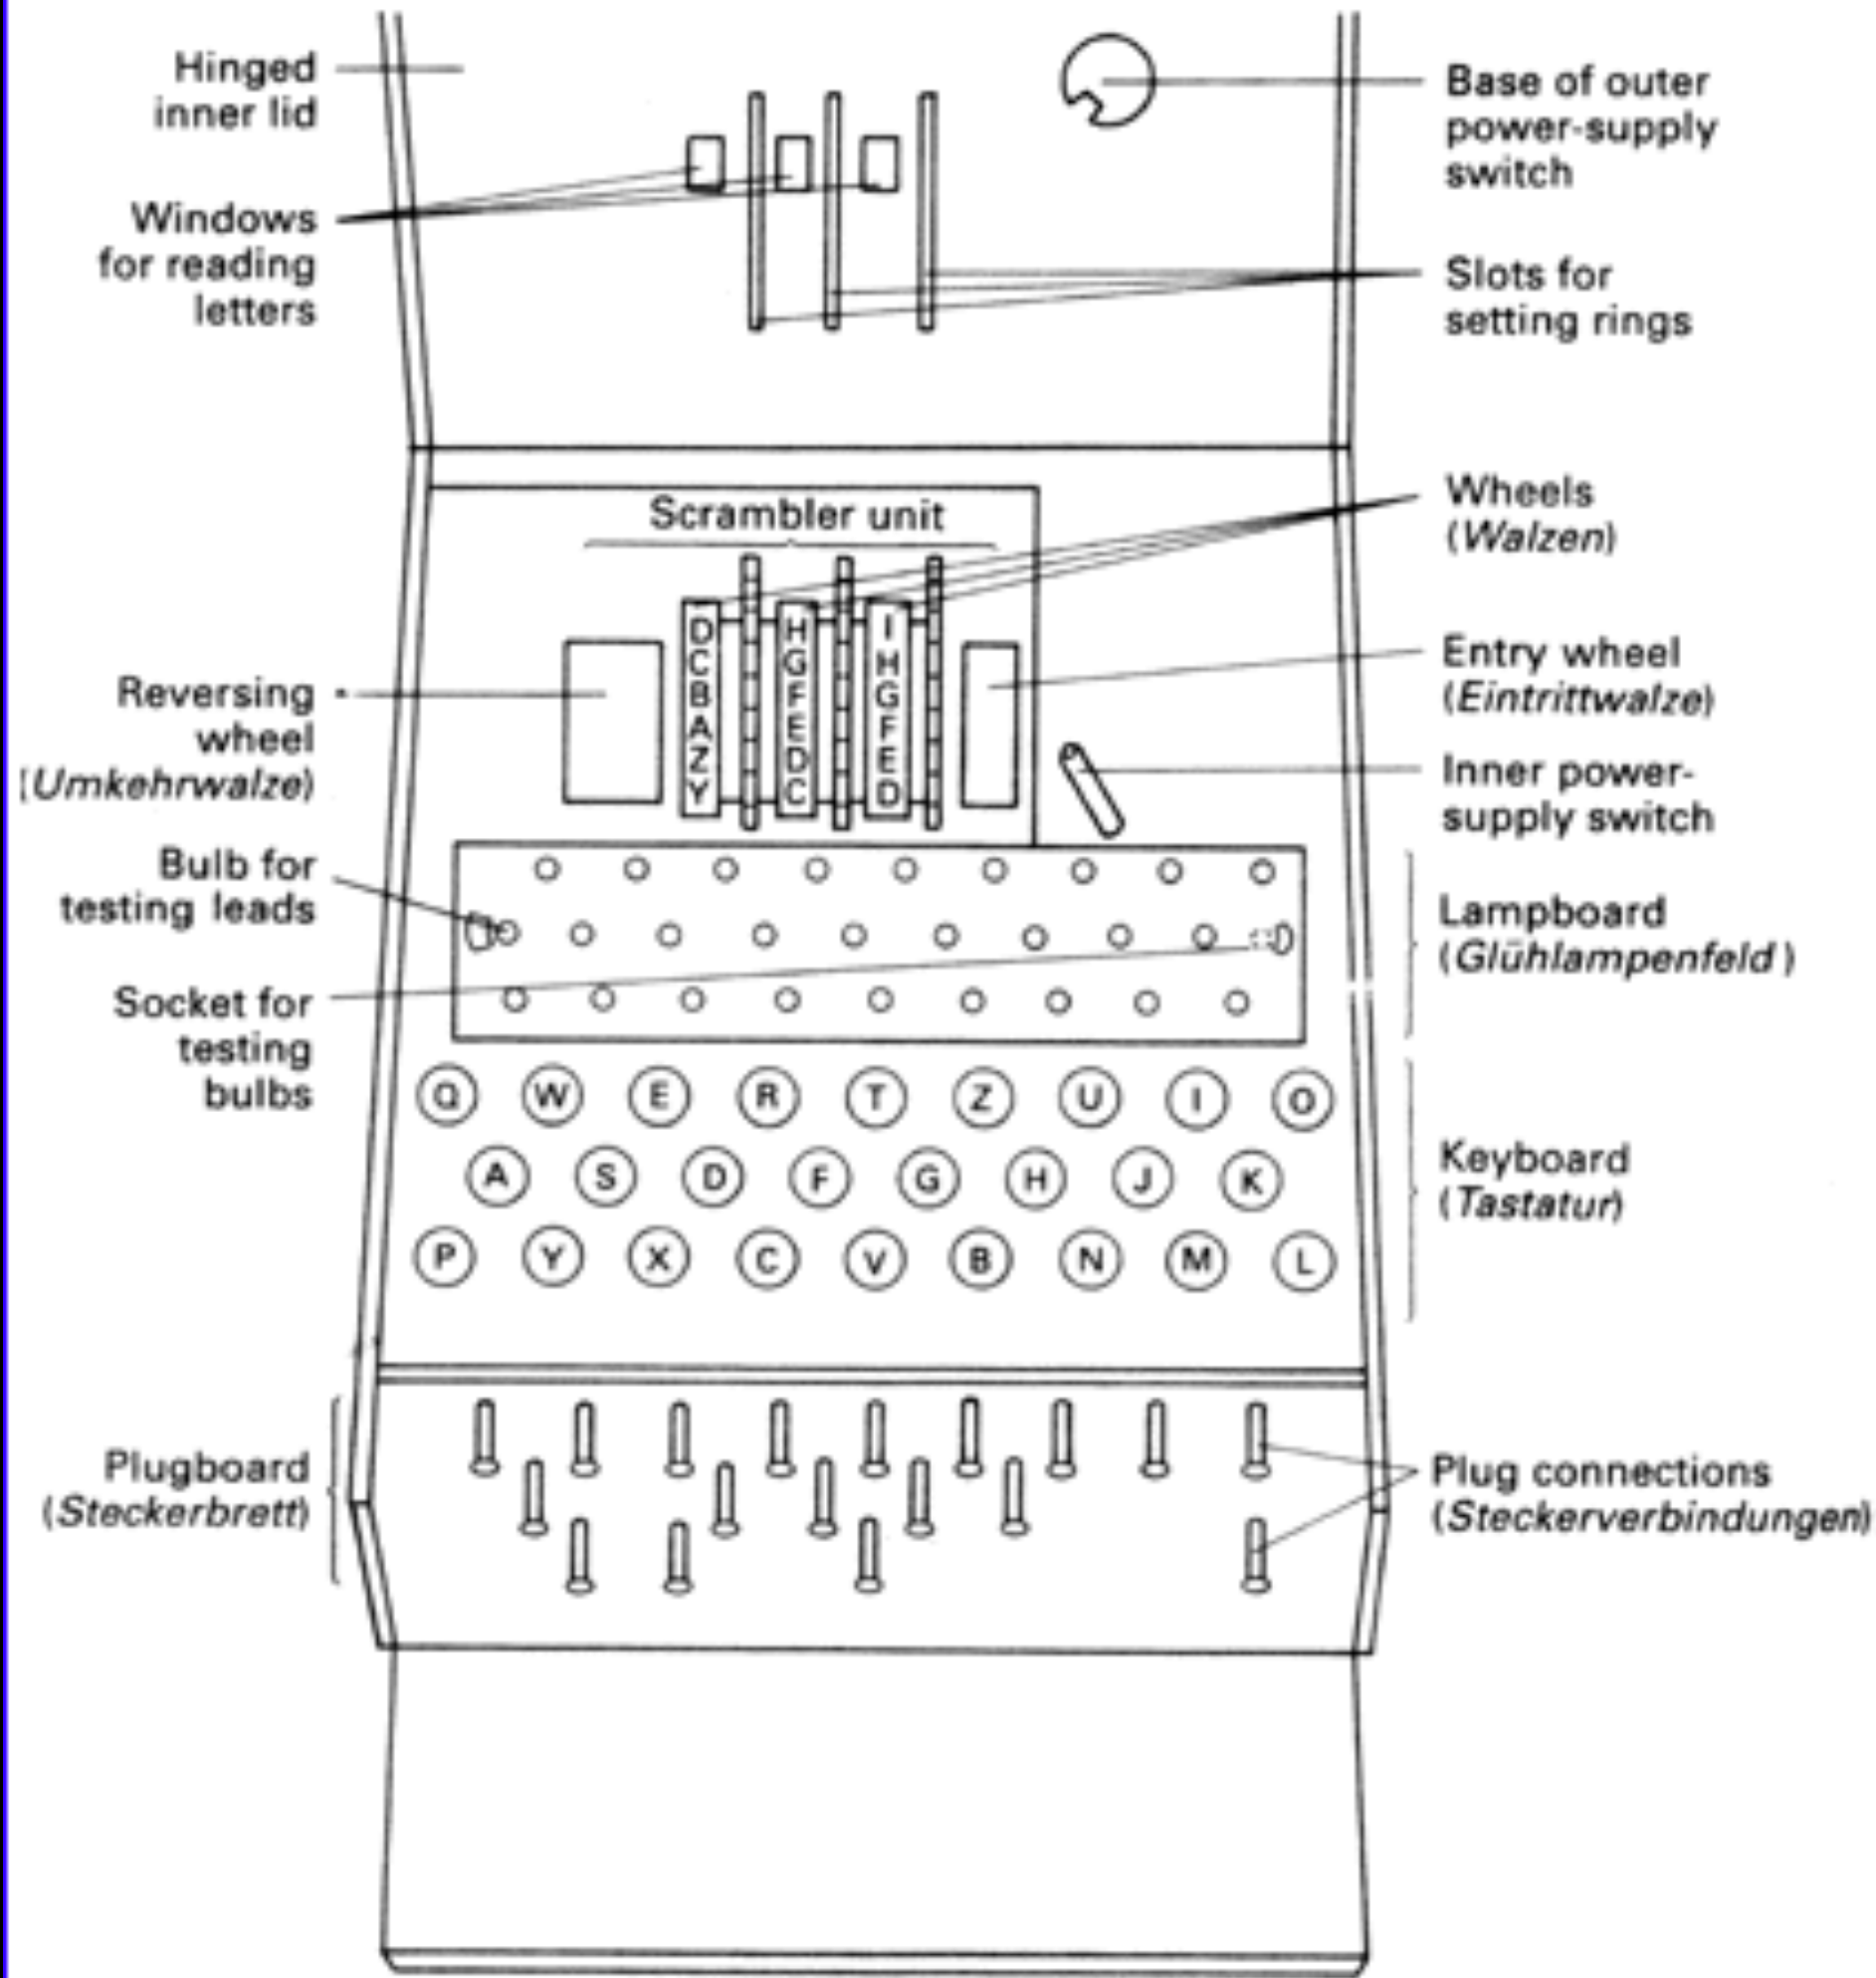 Hinged
inner lid
Base of outer
power-supply
switch
Windows
for reading
letters
Slots for
setting rings
Scrambler unit
Wheels
(Walzen)
D H I
C G H
B F G
A E F
Z D E
Y C D
Reversing
wheel
(Umkehrwalze)
Entry wheel
(Eintrittwalze)
Inner power-
supply switch
Bulb for
testing leads
Lampboard
(Glühlampenfeld)
Socket for
testing
bulbs
Q W E R T Z U I O
A S D F G H J K
P Y X C V B N M L
Keyboard
(Tastatur)
Plugboard
(Steckerbrett)
Plug connections
(Steckerverbindungen)